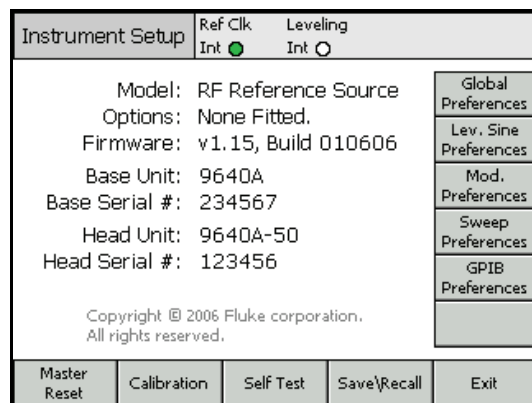 Instrument Setup
Ref Clk Leveling
Int Int
Model: RF Reference Source
Options: None Fitted.
Firmware: v1.15, Build 010606
Base Unit: 9640A
Base Serial #: 234567
Head Unit: 9640A-50
Head Serial #: 123456
Copyright © 2006 Fluke corporation.
All rights reserved.
Global
Preferences
Lev. Sine
Preferences
Mod.
Preferences
Sweep
Preferences
GPIB
Preferences
Master
Reset
Calibration
Self Test
Save\Recall
Exit